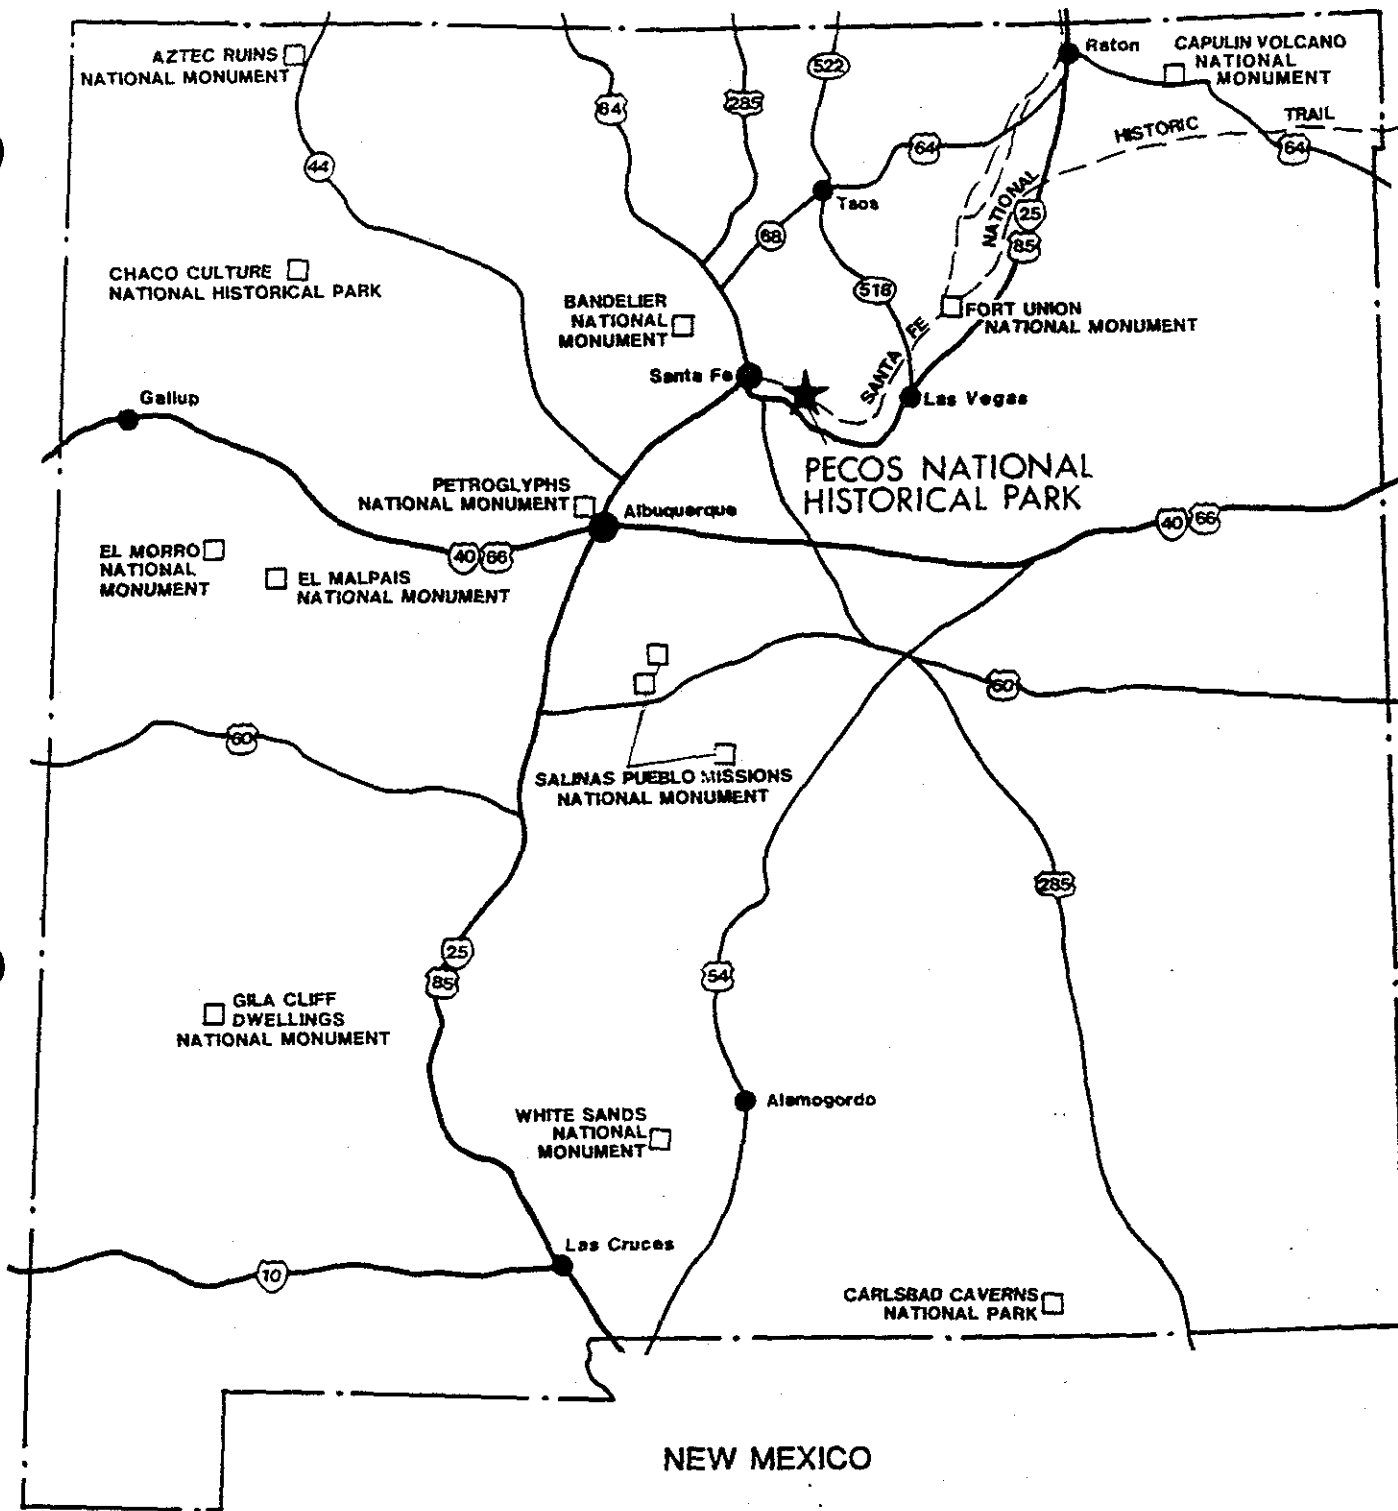 AZTEC RUINS
NATIONAL MONUMENT
Raton
CAPULIN VOLCANO
NATIONAL
MONUMENT
522
84
285
HISTORIC
TRAIL
64
64
44
Taos
NATIONAL
25
85
68
CHACO CULTURE
NATIONAL HISTORICAL PARK
BANDELIER
NATIONAL
MONUMENT
518
FORT UNION
NATIONAL MONUMENT
SANTA FE
Santa Fe
Gallup
Las Vegas
PECOS NATIONAL
HISTORICAL PARK
PETROGLYPHS
NATIONAL MONUMENT
Albuquerque
40 66
EL MORRO
NATIONAL
MONUMENT
40 66
EL MALPAIS
NATIONAL MONUMENT
60
60
SALINAS PUEBLO MISSIONS
NATIONAL MONUMENT
285
25
85
54
GILA CLIFF
DWELLINGS
NATIONAL MONUMENT
Alamogordo
WHITE SANDS
NATIONAL
MONUMENT
Las Cruces
10
CARLSBAD CAVERNS
NATIONAL PARK
NEW MEXICO